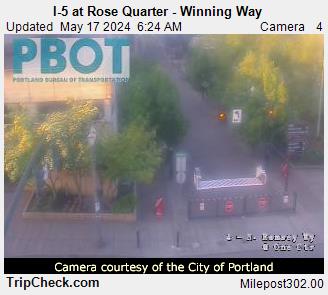 I-5 at Rose Quarter - Winning Way
Updated May 17 2024 6:24 AM Camera 4
PBOT
PORTLAND BUREAU OF TRANSPORTATION
Camera courtesy of the City of Portland
TripCheck.com Milepost302.00